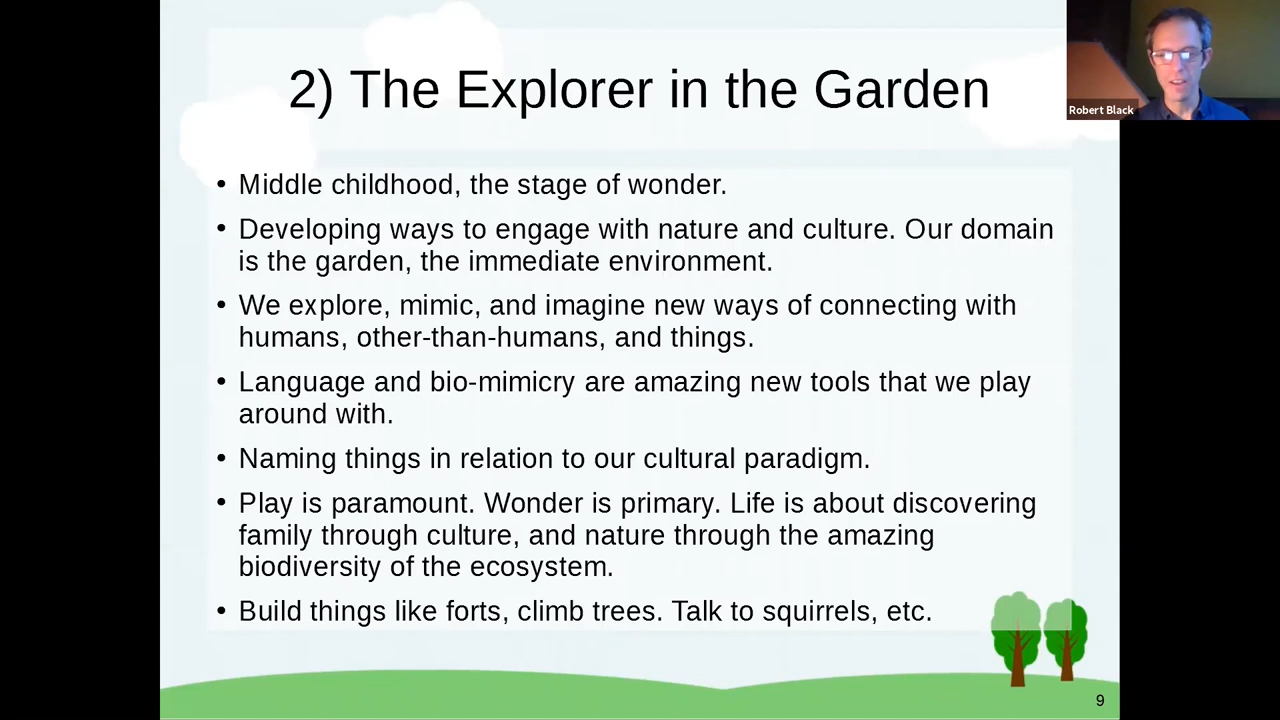 2) The Explorer in the Garden
Robert Black
• Middle childhood, the stage of wonder.
• Developing ways to engage with nature and culture. Our domain
is the garden, the immediate environment.
• We explore, mimic, and imagine new ways of connecting with
humans, other-than-humans, and things.
• Language and bio-mimicry are amazing new tools that we play
around with.
• Naming things in relation to our cultural paradigm.
• Play is paramount. Wonder is primary. Life is about discovering
family through culture, and nature through the amazing
biodiversity of the ecosystem.
• Build things like forts, climb trees. Talk to squirrels, etc.
9